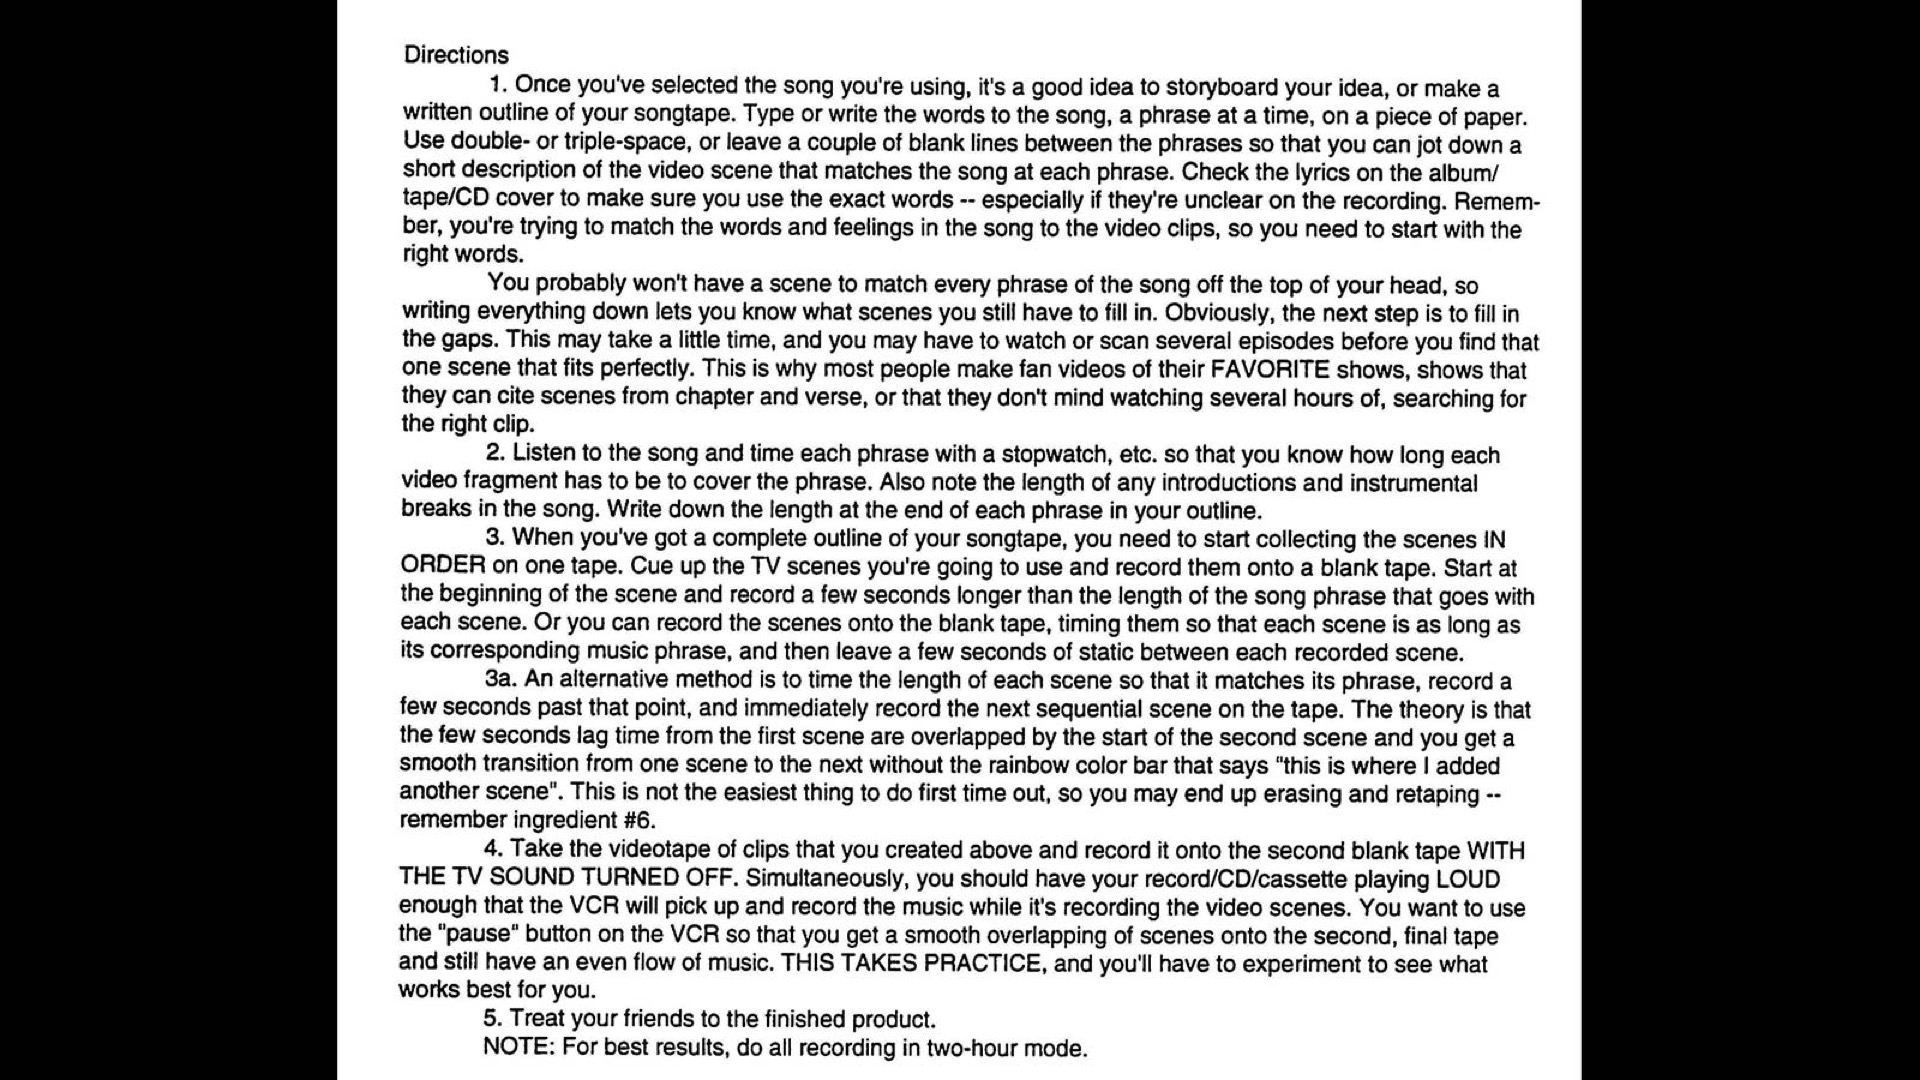 Directions
1. Once you've selected the song you're using, it's a good idea to storyboard your idea, or make a
written outline of your songtape. Type or write the words to the song, a phrase at a time, on a piece of paper.
Use double- or triple-space, or leave a couple of blank lines between the phrases so that you can jot down a
short description of the video scene that matches the song at each phrase. Check the lyrics on the album/
tape/CD cover to make sure you use the exact words -- especially if they're unclear on the recording. Remem-
ber, you're trying to match the words and feelings in the song to the video clips, so you need to start with the
right words.
You probably won't have a scene to match every phrase of the song off the top of your head, so
writing everything down lets you know what scenes you still have to fill in. Obviously, the next step is to fill in
the gaps. This may take a little time, and you may have to watch or scan several episodes before you find that
one scene that fits perfectly. This is why most people make fan videos of their FAVORITE shows, shows that
they can cite scenes from chapter and verse, or that they don't mind watching several hours of, searching for
the right clip.
2. Listen to the song and time each phrase with a stopwatch, etc. so that you know how long each
video fragment has to be to cover the phrase. Also note the length of any introductions and instrumental
breaks in the song. Write down the length at the end of each phrase in your outline.
3. When you've got a complete outline of your songtape, you need to start collecting the scenes IN
ORDER on one tape. Cue up the TV scenes you're going to use and record them onto a blank tape. Start at
the beginning of the scene and record a few seconds longer than the length of the song phrase that goes with
each scene. Or you can record the scenes onto the blank tape, timing them so that each scene is as long as
its corresponding music phrase, and then leave a few seconds of static between each recorded scene.
3a. An alternative method is to time the length of each scene so that it matches its phrase, record a
few seconds past that point, and immediately record the next sequential scene on the tape. The theory is that
the few seconds lag time from the first scene are overlapped by the start of the second scene and you get a
smooth transition from one scene to the next without the rainbow color bar that says "this is where I added
another scene". This is not the easiest thing to do first time out, so you may end up erasing and retaping --
remember ingredient #6.
4. Take the videotape of clips that you created above and record it onto the second blank tape WITH
THE TV SOUND TURNED OFF. Simultaneously, you should have your record/CD/cassette playing LOUD
enough that the VCR will pick up and record the music while it's recording the video scenes. You want to use
the "pause" button on the VCR so that you get a smooth overlapping of scenes onto the second, final tape
and still have an even flow of music. THIS TAKES PRACTICE, and you'll have to experiment to see what
works best for you.
5. Treat your friends to the finished product.
NOTE: For best results, do all recording in two-hour mode.